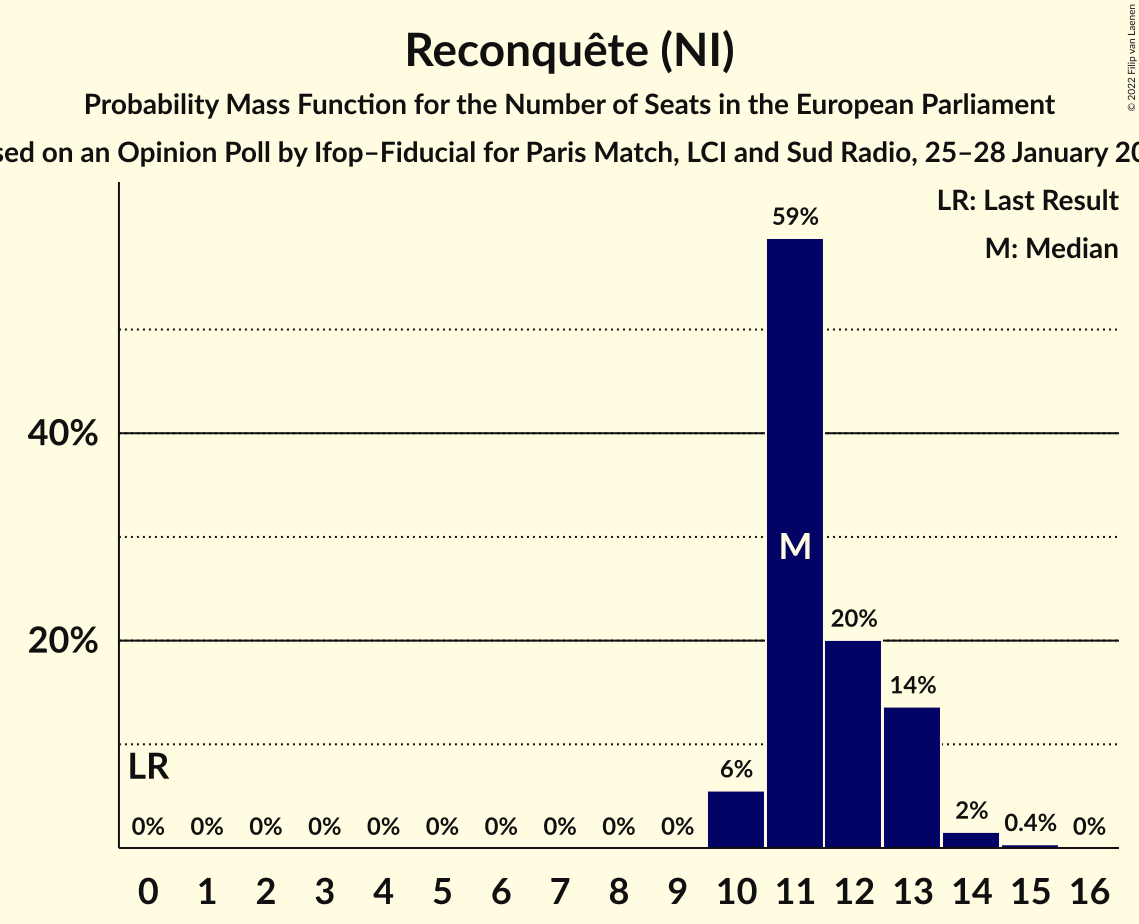 Reconquête (NI)
Probability Mass Function for the Number of Seats in the European Parliament
on an Opinion Poll by Ifop–Fiducial for Paris Match, LCI and Sud Radio, 25–28 January
© 2022 Filip van Laenen
LR: Last Result
M: Median
59%
40%
M
20%
20%
14%
LR
6%
2%
0% 0% 0% 0% 0% 0% 0% 0% 0% 0% 0.4% 0%
0 1 2 3 4 5 6 7 8 9 10 11 12 13 14 15 16